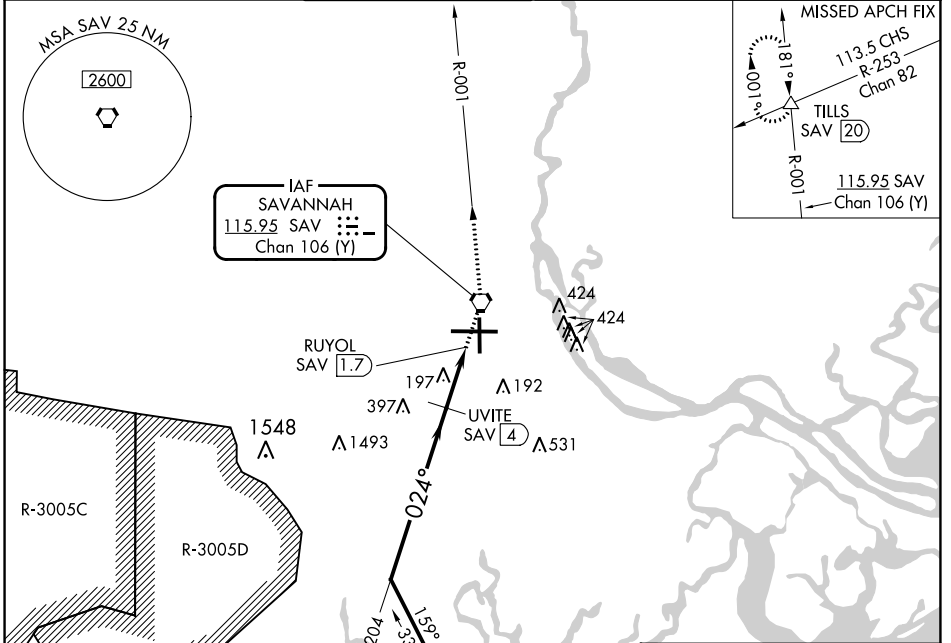 MSA SAV 25 NM
2600
R-001
MISSED APCH FIX
181°
001°
113.5 CHS
R-253
Chan 82
TILLS
SAV 20
R-001
115.95 SAV
Chan 106 (Y)
IAF
SAVANNAH
115.95 SAV
Chan 106 (Y)
424
424
RUYOL
SAV 1.7
197
192
397
UVITE
SAV 4
1548
1493
531
024°
R-3005C
R-3005D
204
159°